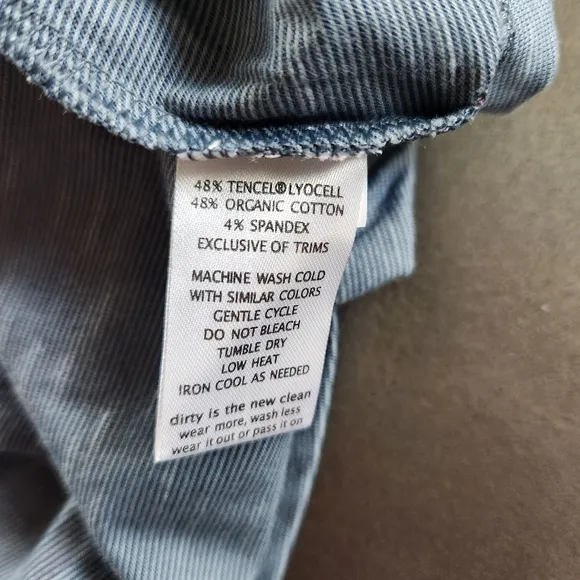 48% TENCEL®LYOCELL
48% ORGANIC COTTON
4% SPANDEX
EXCLUSIVE OF TRIMS
MACHINE WASH COLD
WITH SIMILAR COLORS
GENTLE CYCLE
DO NOT BLEACH
TUMBLE DRY
LOW HEAT
IRON COOL AS NEEDED
dirty is the new clean
wear more, wash less
wear it out or pass it on